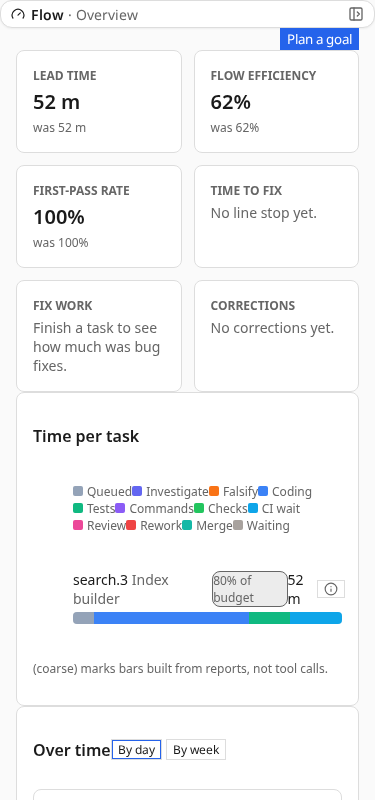 Flow · Overview
Plan a goal
LEAD TIME
52 m
was 52 m
FLOW EFFICIENCY
62%
was 62%
FIRST-PASS RATE
100%
was 100%
TIME TO FIX
No line stop yet.
FIX WORK
Finish a task to see
how much was bug
fixes.
CORRECTIONS
No corrections yet.
Time per task
Queued Investigate Falsify Coding
Tests Commands Checks CI wait
Review Rework Merge Waiting
search.3 Index
builder
80% of
budget
52
m
(coarse) marks bars built from reports, not tool calls.
Over time By day By week